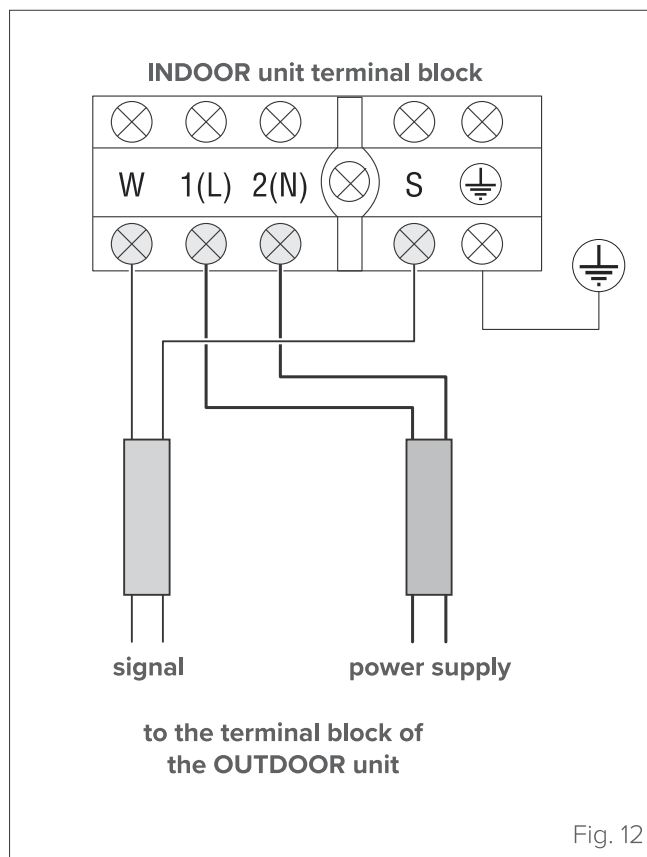 INDOOR unit terminal block
W 1(L) 2(N) S
signal power supply
to the terminal block of
the OUTDOOR unit
Fig. 12